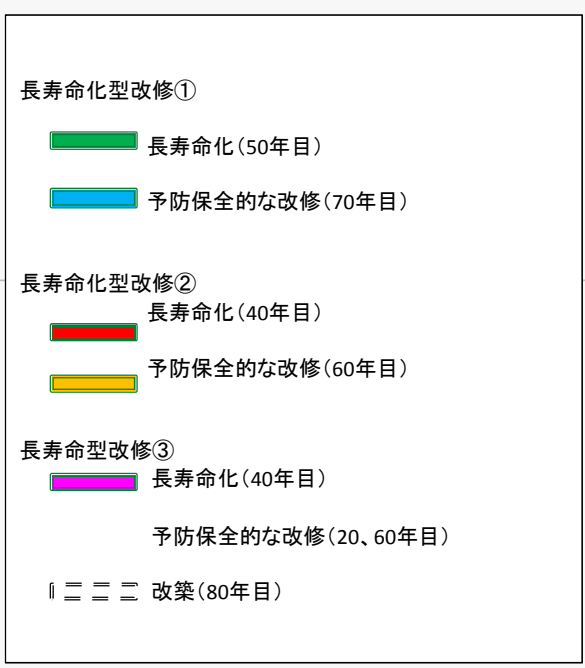 長寿命化型改修①
長寿命化（50年目）
予防保全的な改修（70年目）
長寿命化型改修②
長寿命化（40年目）
予防保全的な改修（60年目）
長寿命型改修③
長寿命化（40年目）
予防保全的な改修（20、60年目）
改築（80年目）